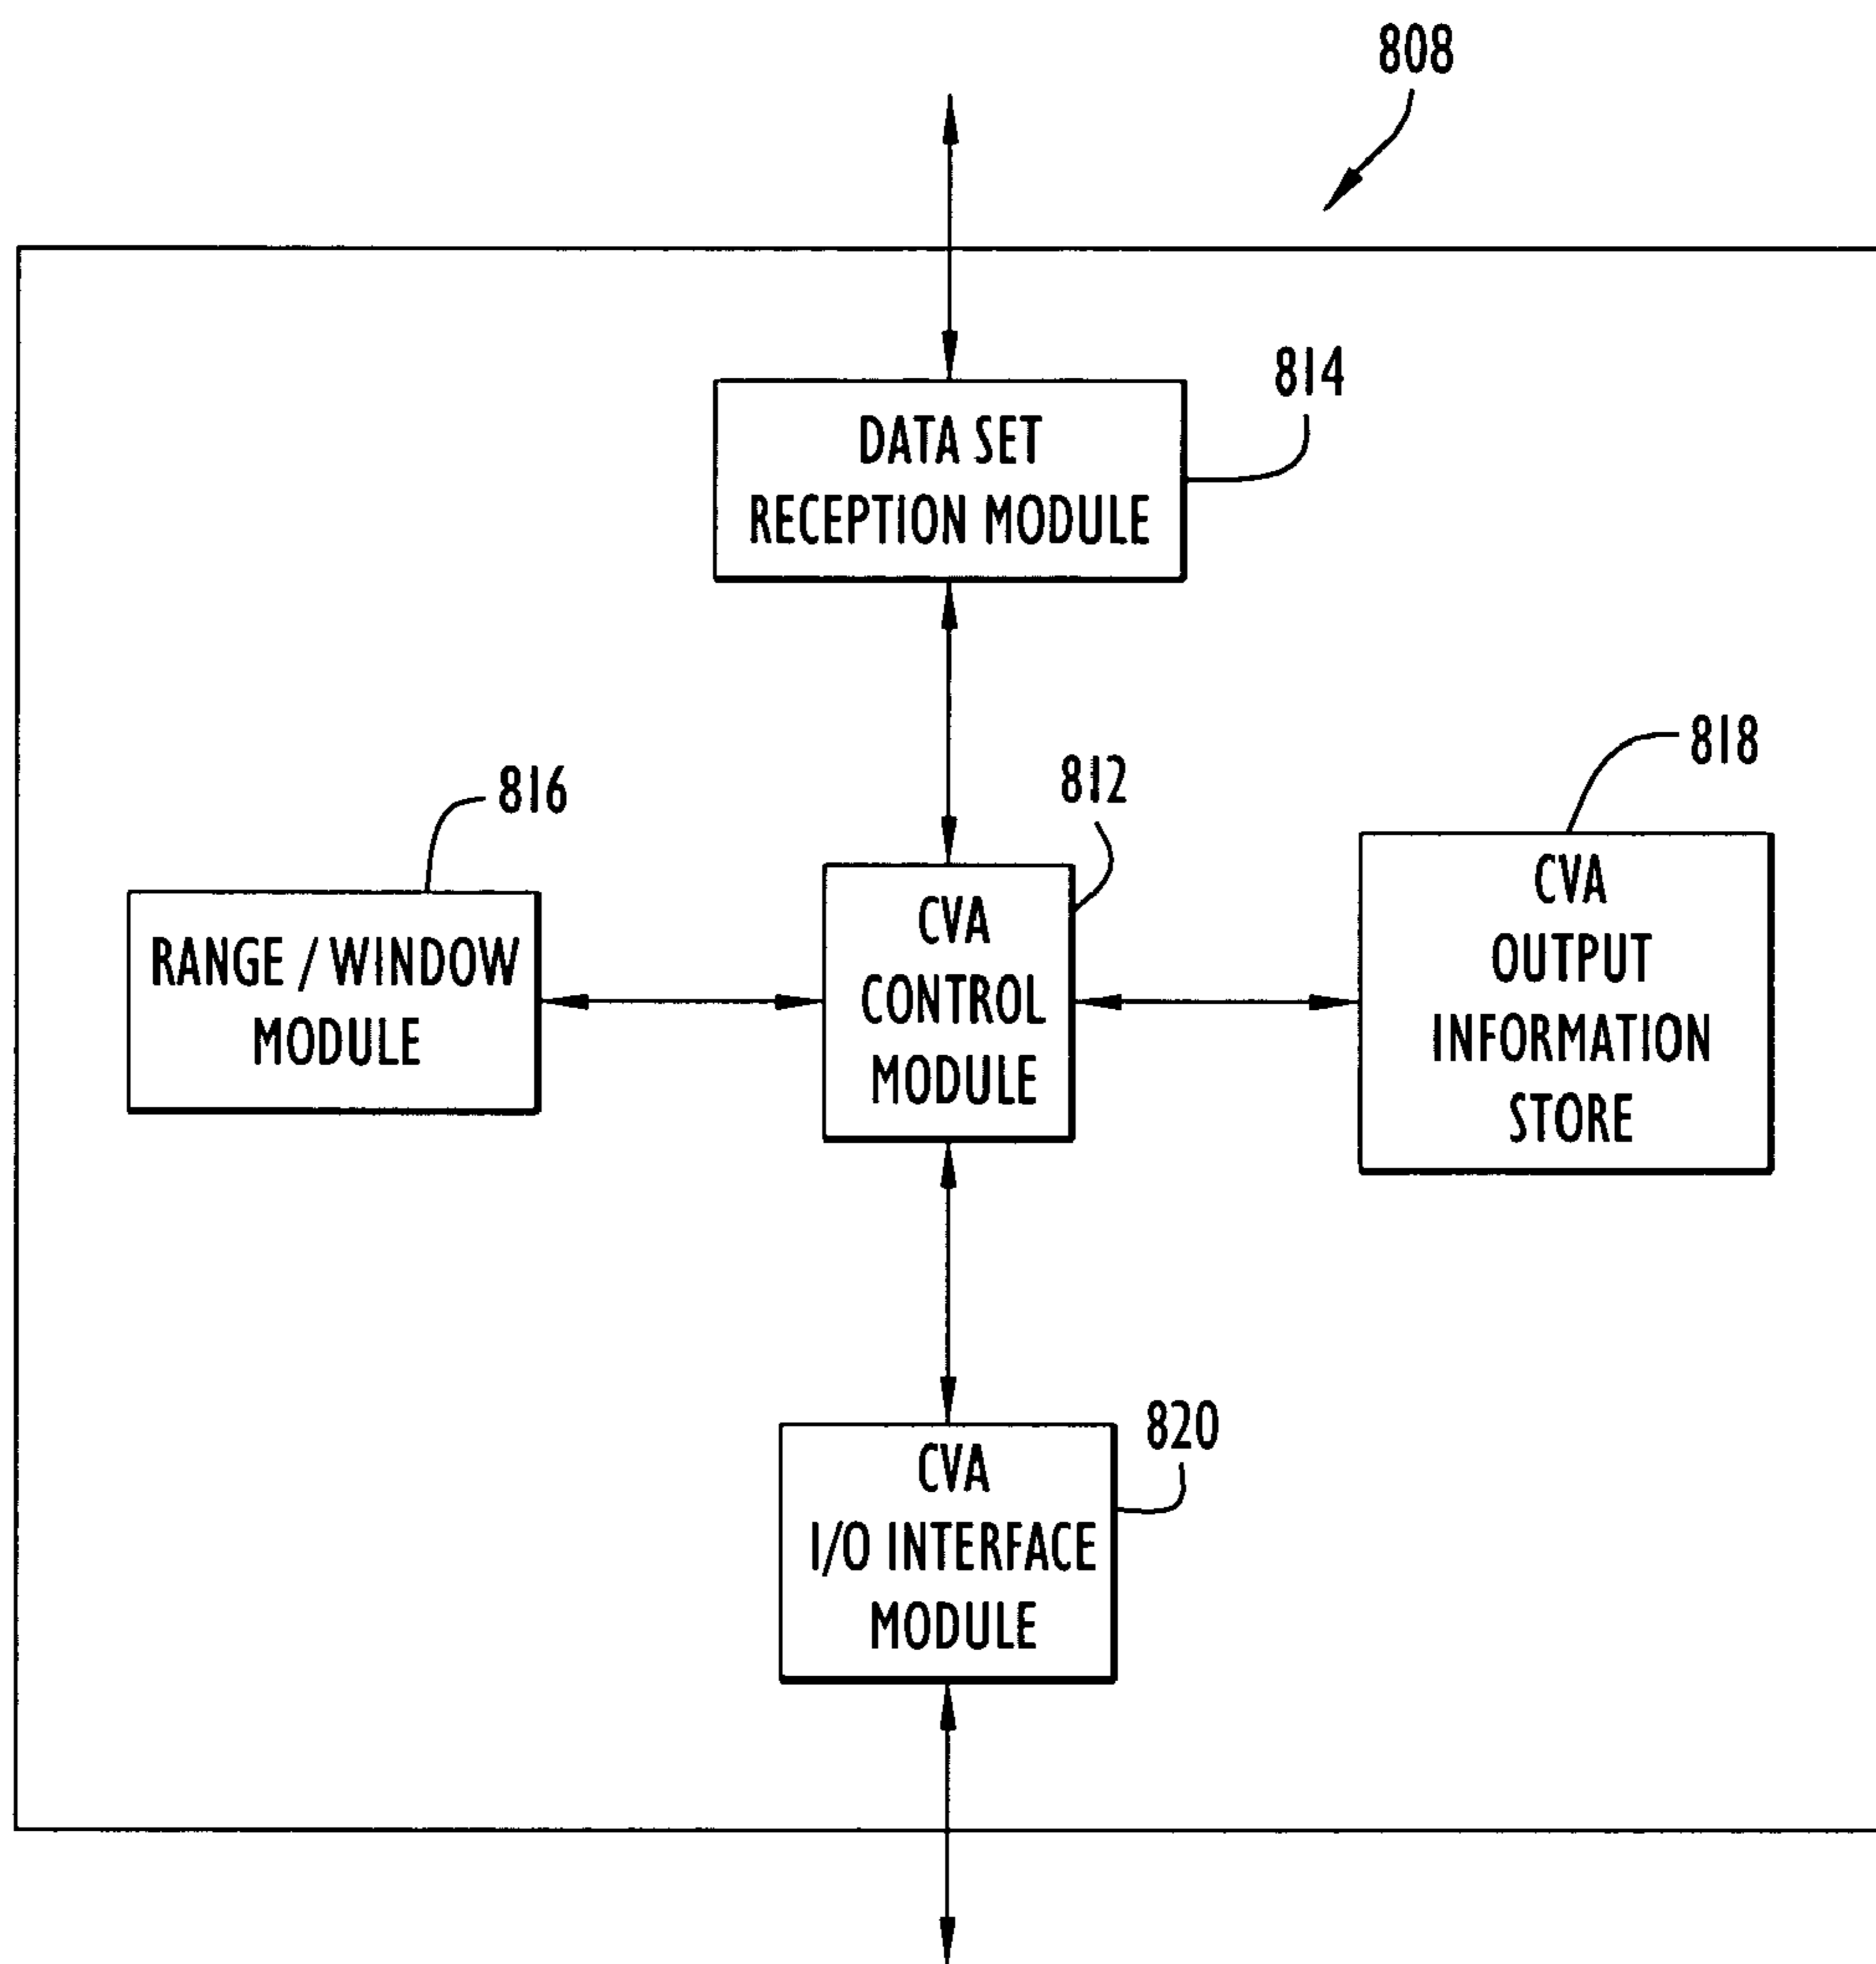 808
DATA SET
RECEPTION MODULE
814
816
812
818
RANGE / WINDOW
MODULE
CVA
CONTROL
MODULE
CVA
OUTPUT
INFORMATION
STORE
820
CVA
I/O INTERFACE
MODULE